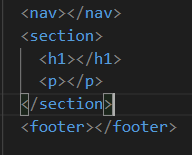 <nav></nav>
<section>
  <h1></h1>
  <p></p>
</section>
<footer></footer>